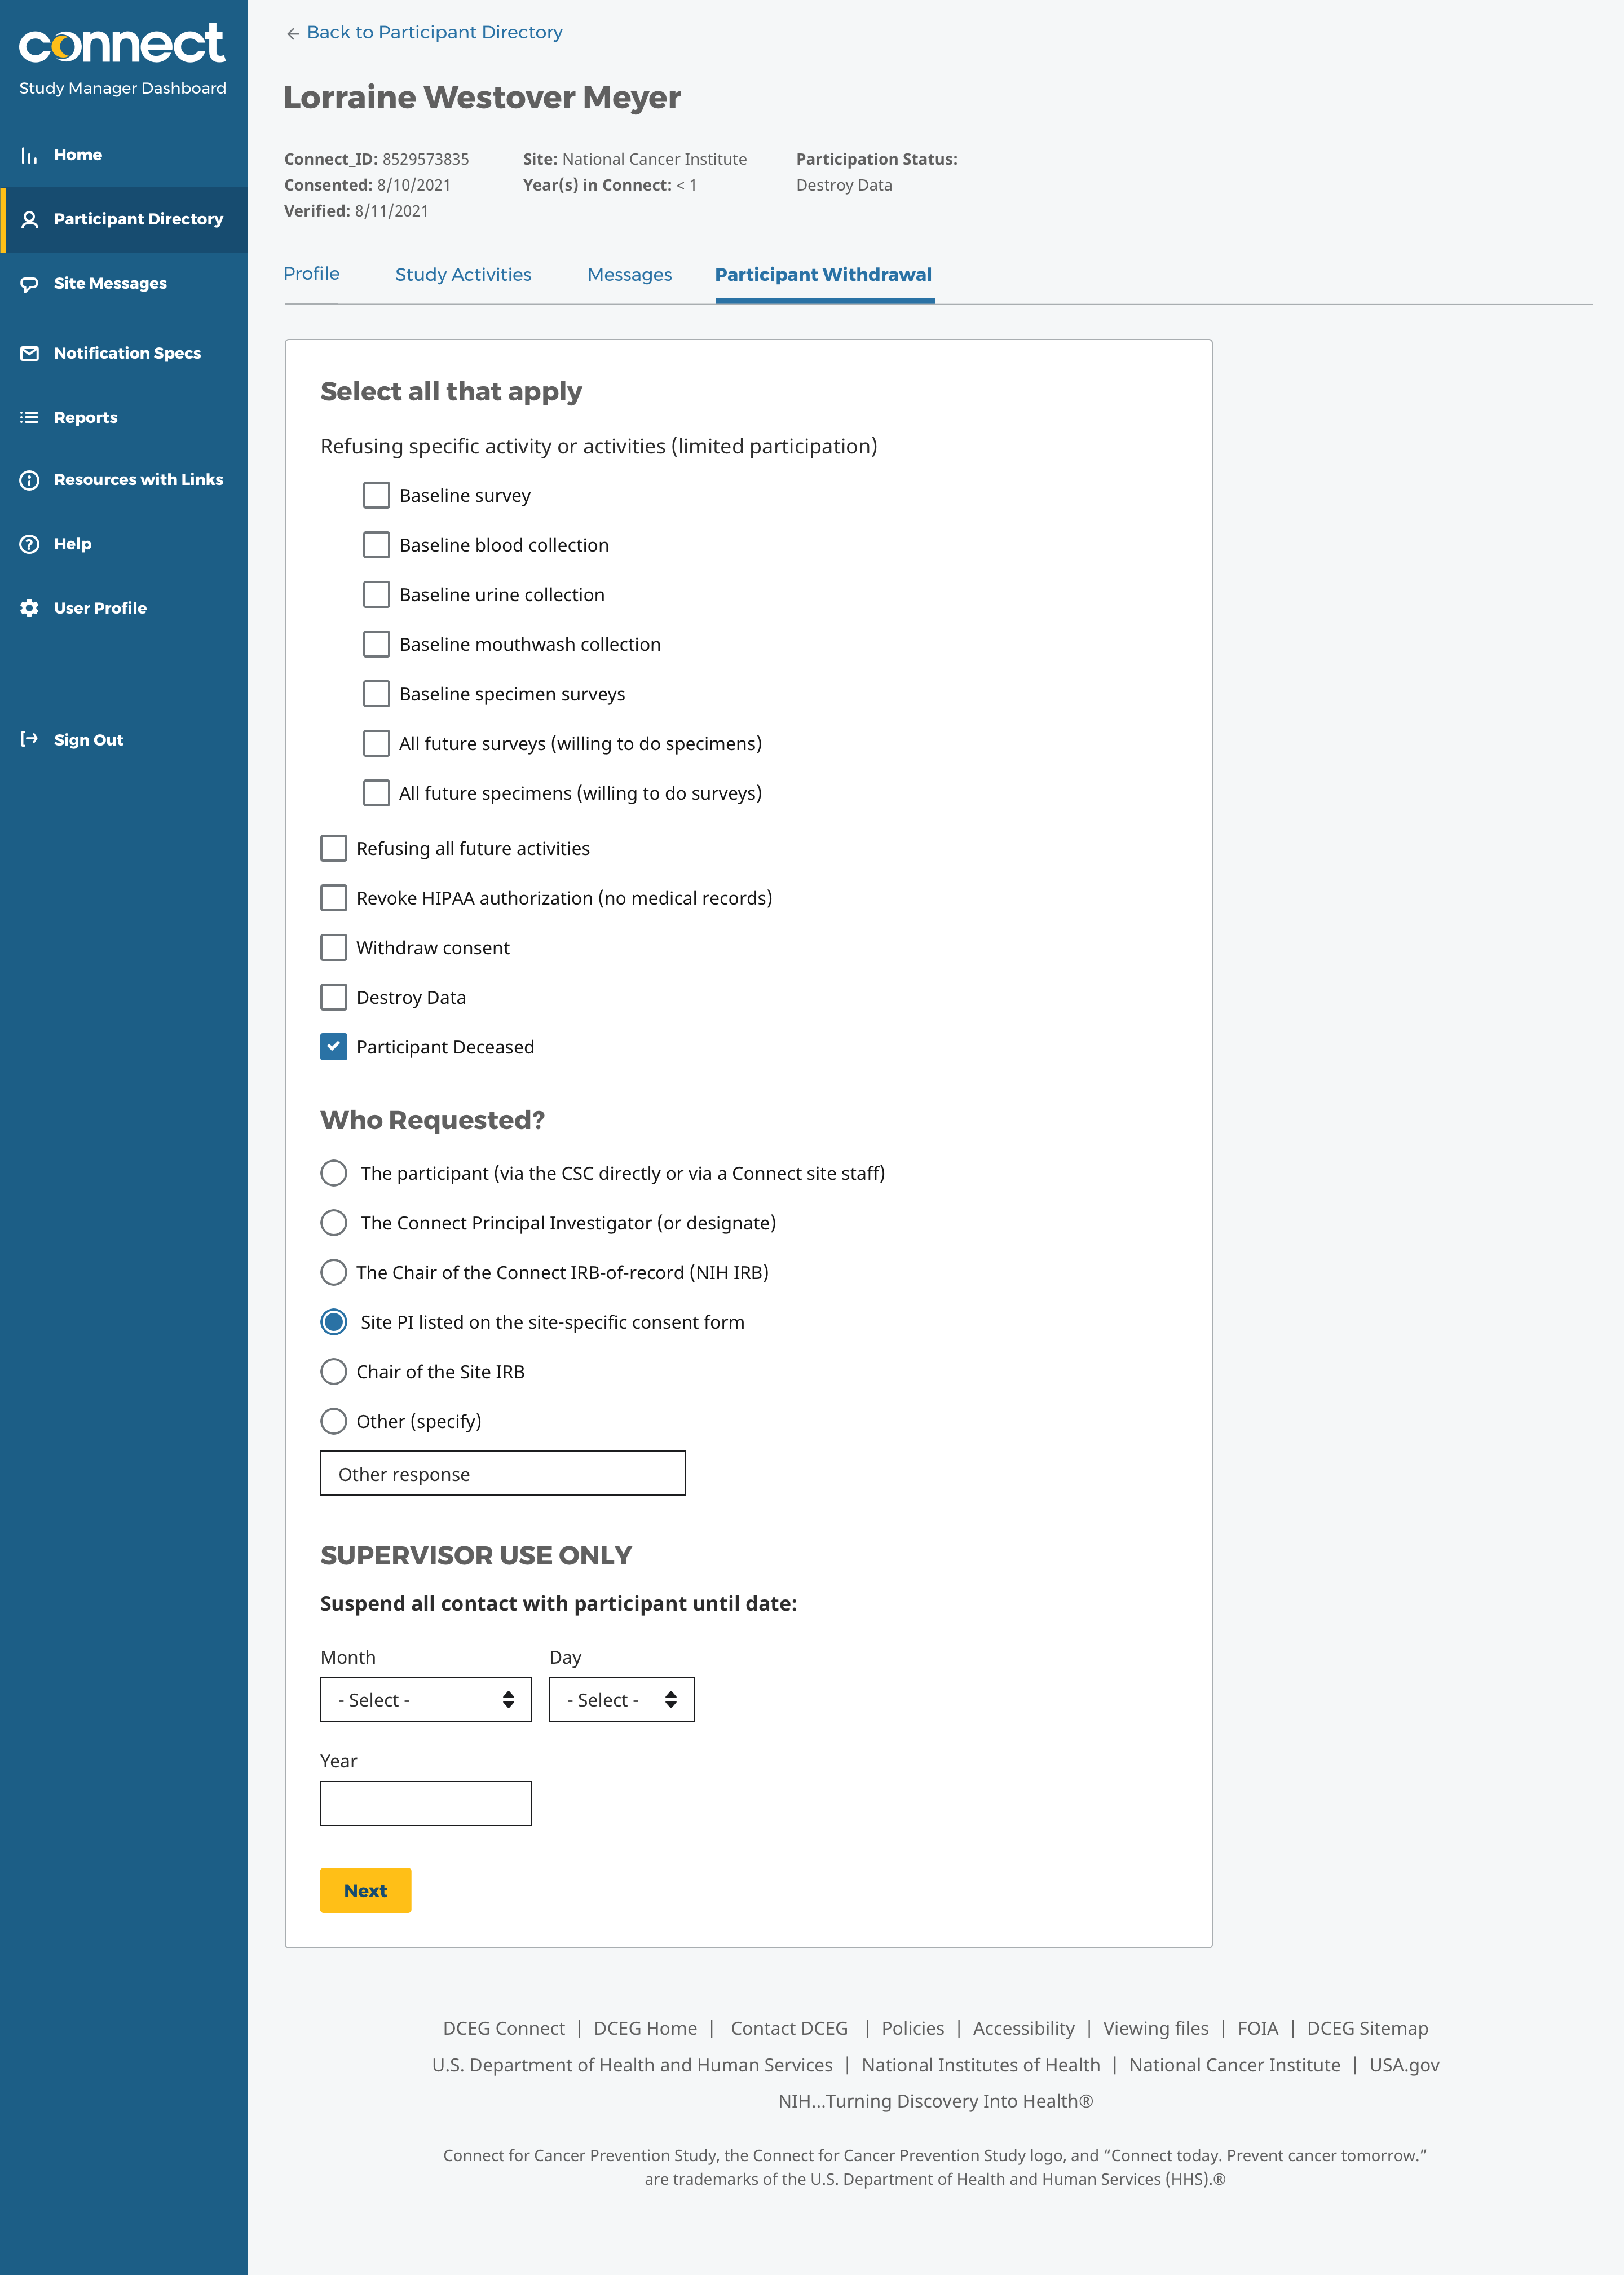 connect
Study Manager Dashboard
Home
Participant Directory
Site Messages
Notification Specs
Reports
Resources with Links
Help
User Profile
Sign Out
Back to Participant Directory
Lorraine Westover Meyer
Connect_ID: 8529573835
Consented: 8/10/2021
Verified: 8/11/2021
Site: National Cancer Institute
Year(s) in Connect: < 1
Participation Status:
Destroy Data
Profile Study Activities Messages Participant Withdrawal
Select all that apply
Refusing specific activity or activities (limited participation)
Baseline survey
Baseline blood collection
Baseline urine collection
Baseline mouthwash collection
Baseline specimen surveys
All future surveys (willing to do specimens)
All future specimens (willing to do surveys)
Refusing all future activities
Revoke HIPAA authorization (no medical records)
Withdraw consent
Destroy Data
Participant Deceased
Who Requested?
The participant (via the CSC directly or via a Connect site staff)
The Connect Principal Investigator (or designate)
The Chair of the Connect IRB-of-record (NIH IRB)
Site PI listed on the site-specific consent form
Chair of the Site IRB
Other (specify)
Other response
SUPERVISOR USE ONLY
Suspend all contact with participant until date:
Month Day
- Select - - Select -
Year
Next
DCEG Connect | DCEG Home | Contact DCEG | Policies | Accessibility | Viewing files | FOIA | DCEG Sitemap
U.S. Department of Health and Human Services | National Institutes of Health | National Cancer Institute | USA.gov
NIH...Turning Discovery Into Health®
Connect for Cancer Prevention Study, the Connect for Cancer Prevention Study logo, and “Connect today. Prevent cancer tomorrow.”
are trademarks of the U.S. Department of Health and Human Services (HHS).®